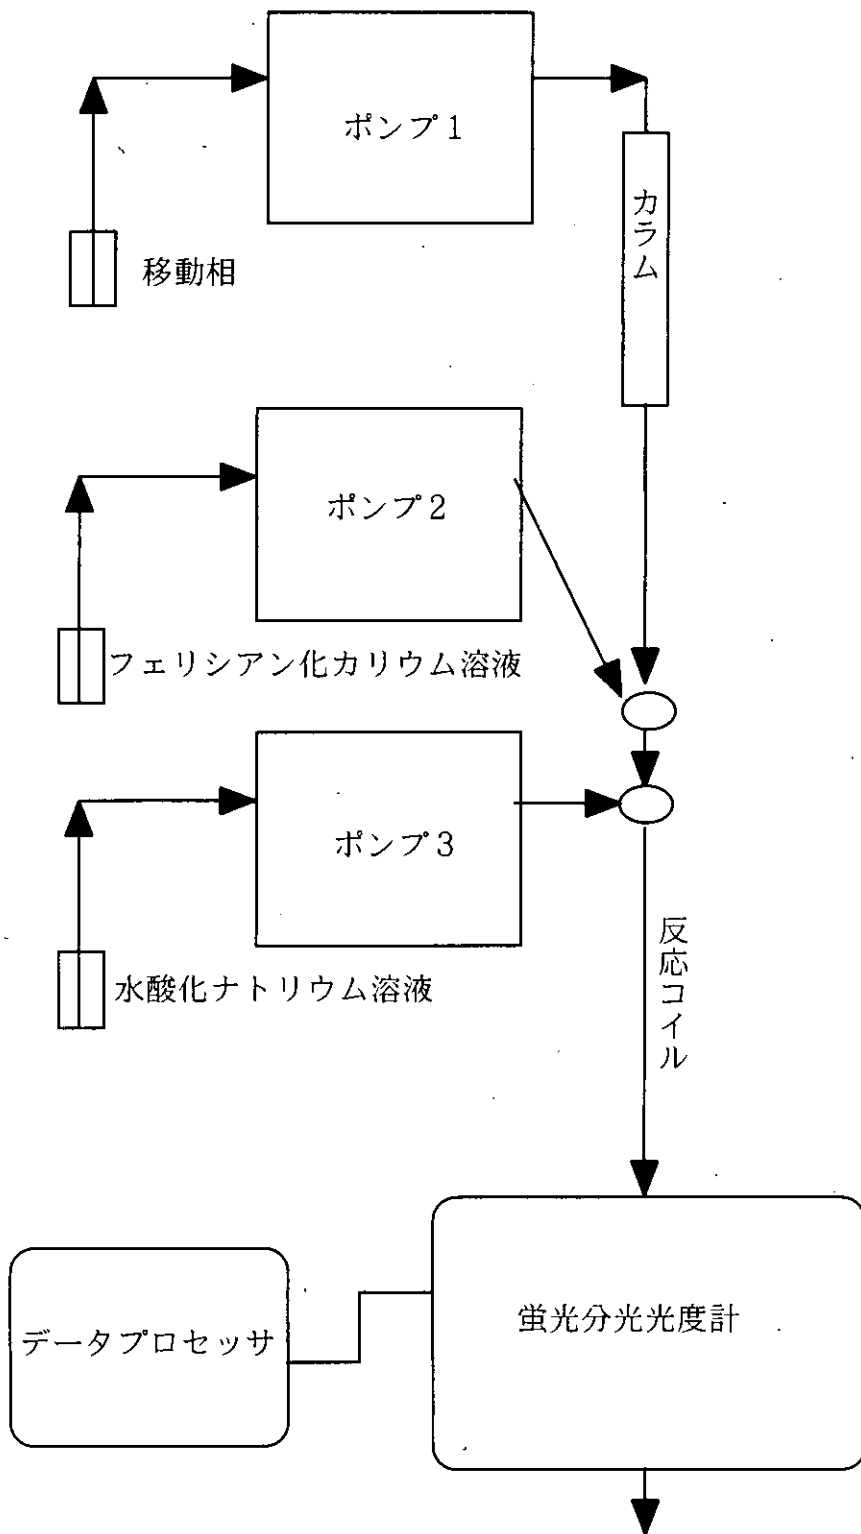 ポンプ1
カラム
移動相
ポンプ2
フェリシアン化カリウム溶液
ポンプ3
水酸化ナトリウム溶液
反応コイル
蛍光分光光度計
データプロセッサ